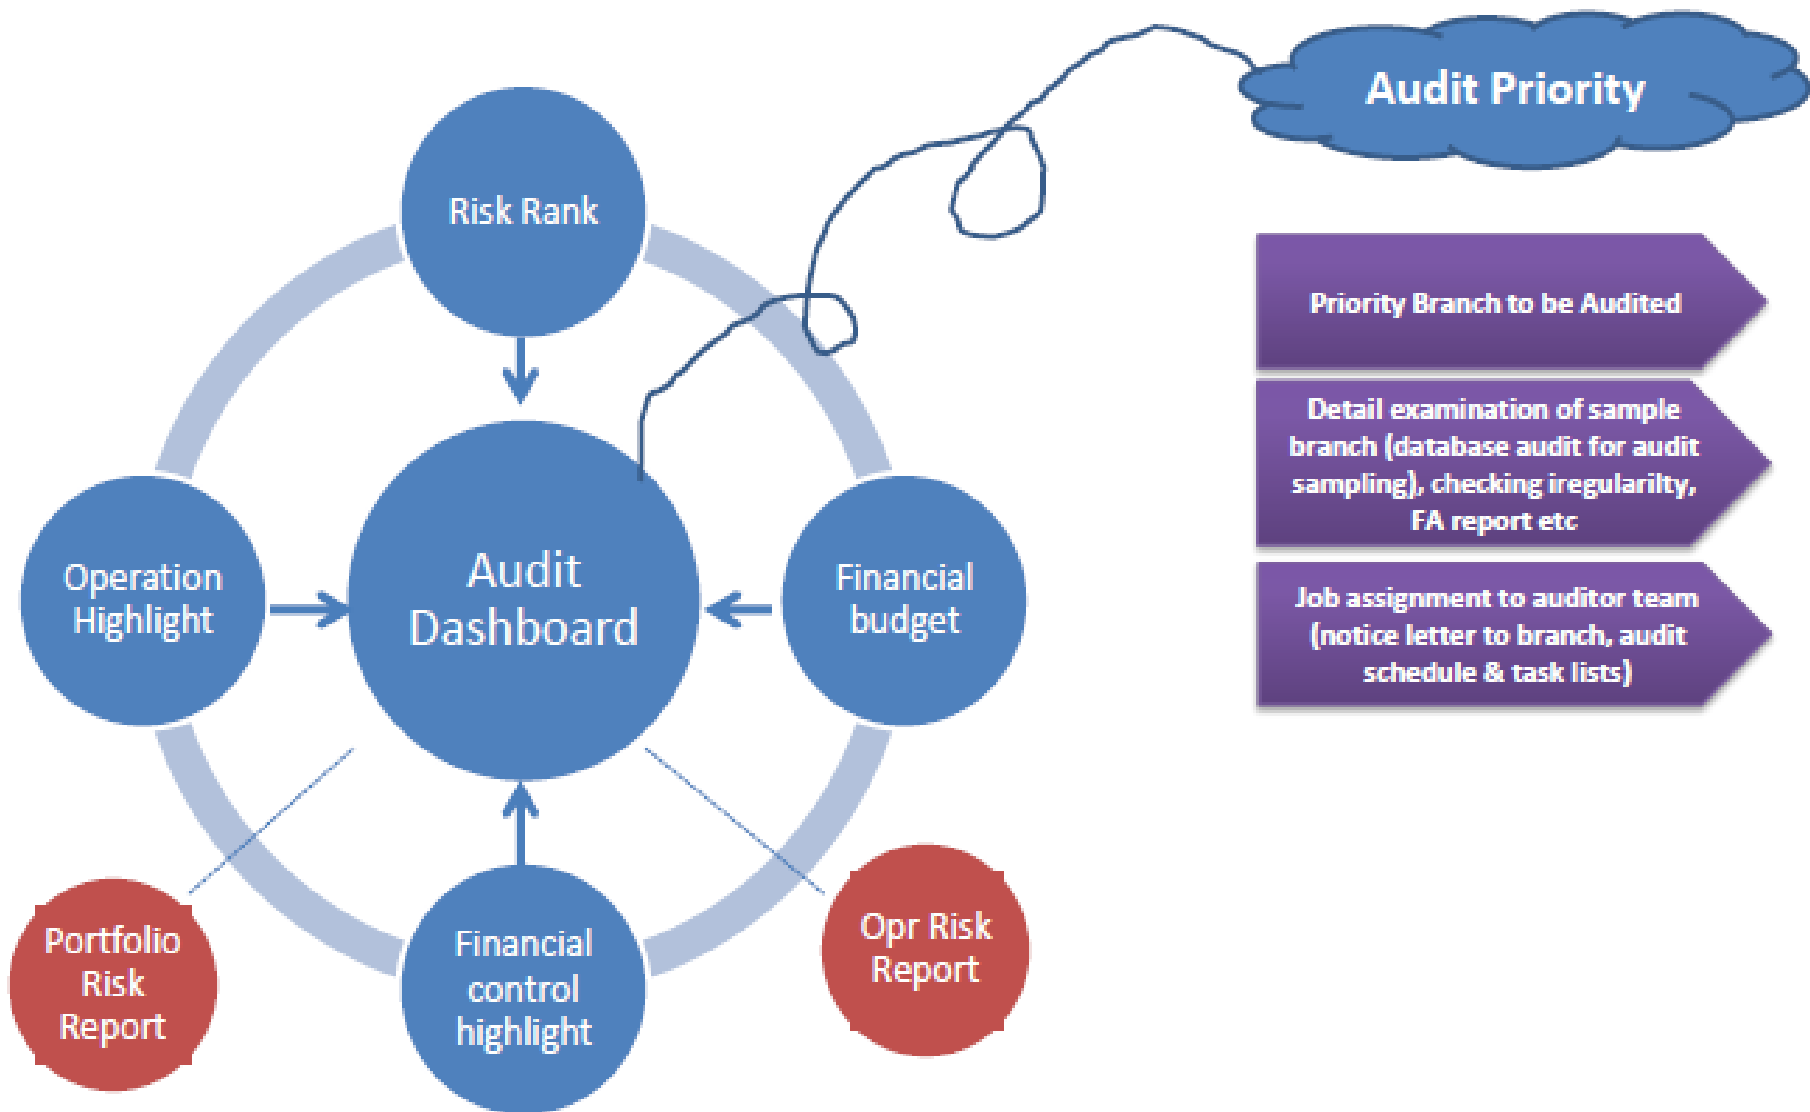 Audit Priority
Risk Rank
Operation
Highlight
Audit
Dashboard
Financial
budget
Portfolio
Risk
Report
Financial
control
highlight
Opr Risk
Report
Priority Branch to be Audited
Detail examination of sample
branch (database audit for audit
sampling), checking iregularilty,
FA report etc
Job assignment to auditor team
(notice letter to branch, audit
schedule & task lists)